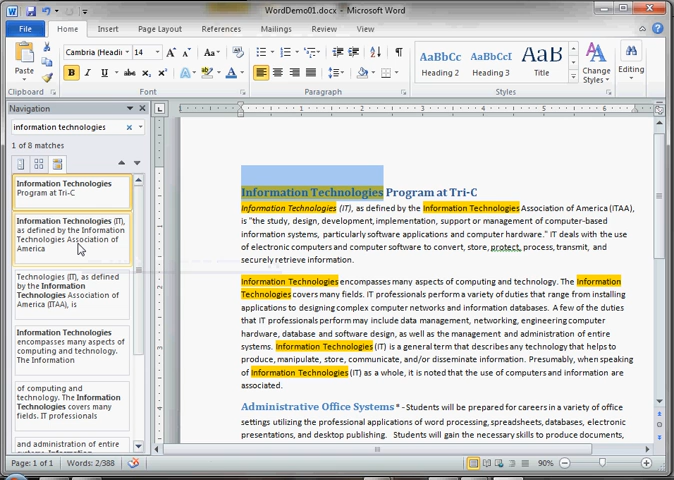 WordDemo01.docx - Microsoft Word
File Home Insert Page Layout References Mailings Review View
Cambria (Headi 14
Paste
AaBbCc AaBbCc AaB
Heading 2 Heading 3 Title
Change Styles
Editing
Clipboard Font Paragraph Styles
Navigation
information technologies
1 of 8 matches
Information Technologies
Program at Tri-C
Information Technologies (IT),
as defined by the Information
Technologies Association of
America
Technologies (IT), as defined
by the Information
Technologies Association of
America (ITAA), is
Information Technologies
encompasses many aspects of
computing and technology. The
Information
of computing and
technology. The Information
Technologies covers many
fields. IT professionals
and administration of entire
systems. Information
Information Technologies Program at Tri-C
Information Technologies (IT), as defined by the Information Technologies Association of America (ITAA),
is "the study, design, development, implementation, support or management of computer-based
information systems, particularly software applications and computer hardware." IT deals with the use
of electronic computers and computer software to convert, store, protect, process, transmit, and
securely retrieve information.
Information Technologies encompasses many aspects of computing and technology. The Information
Technologies covers many fields. IT professionals perform a variety of duties that range from installing
applications to designing complex computer networks and information databases. A few of the duties
that IT professionals perform may include data management, networking, engineering computer
hardware, database and software design, as well as the management and administration of entire
systems. Information Technologies (IT) is a general term that describes any technology that helps to
produce, manipulate, store, communicate, and/or disseminate information. Presumably, when speaking
of Information Technologies (IT) as a whole, it is noted that the use of computers and information are
associated.
Administrative Office Systems * - Students will be prepared for careers in a variety of office
settings utilizing the professional applications of word processing, spreadsheets, databases, electronic
presentations, and desktop publishing. Students will gain the necessary skills to produce documents,
Page: 1 of 1 Words: 2/388 90%